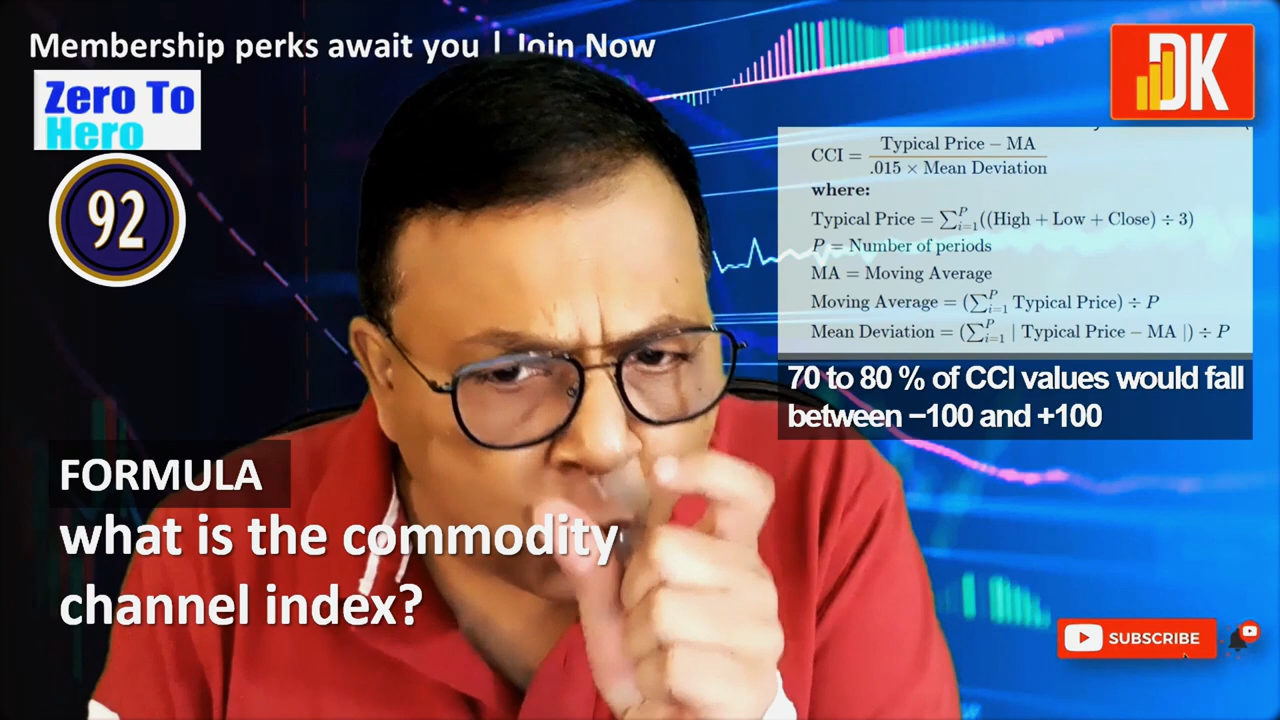 Membership perks await you | Join Now
Zero To
Hero
92
DK
CCI = Typical Price − MA
.015 × Mean Deviation
where:
Typical Price = ∑ᴾᵢ₌₁((High + Low + Close) ÷ 3)
P = Number of periods
MA = Moving Average
Moving Average = (∑ᴾᵢ₌₁ Typical Price) ÷ P
Mean Deviation = (∑ᴾᵢ₌₁ | Typical Price − MA |) ÷ P
70 to 80 % of CCI values would fall
between −100 and +100
FORMULA
what is the commodity
channel index?
SUBSCRIBE